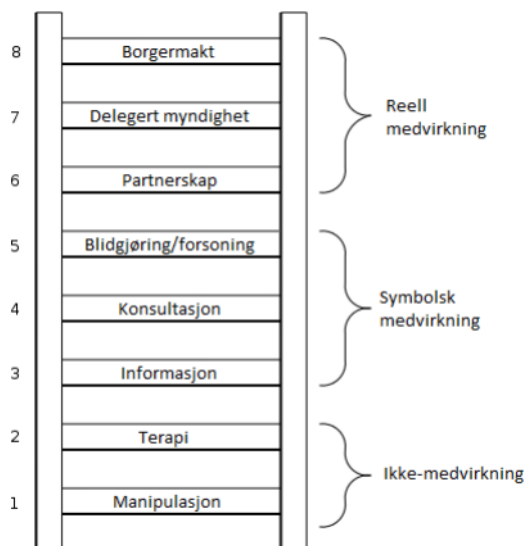 8 Borgermakt
7 Delegert myndighet
6 Partnerskap
Reell
medvirkning
5 Blidgjøring/forsoning
4 Konsultasjon
3 Informasjon
Symbolsk
medvirkning
2 Terapi
1 Manipulasjon
Ikke-medvirkning